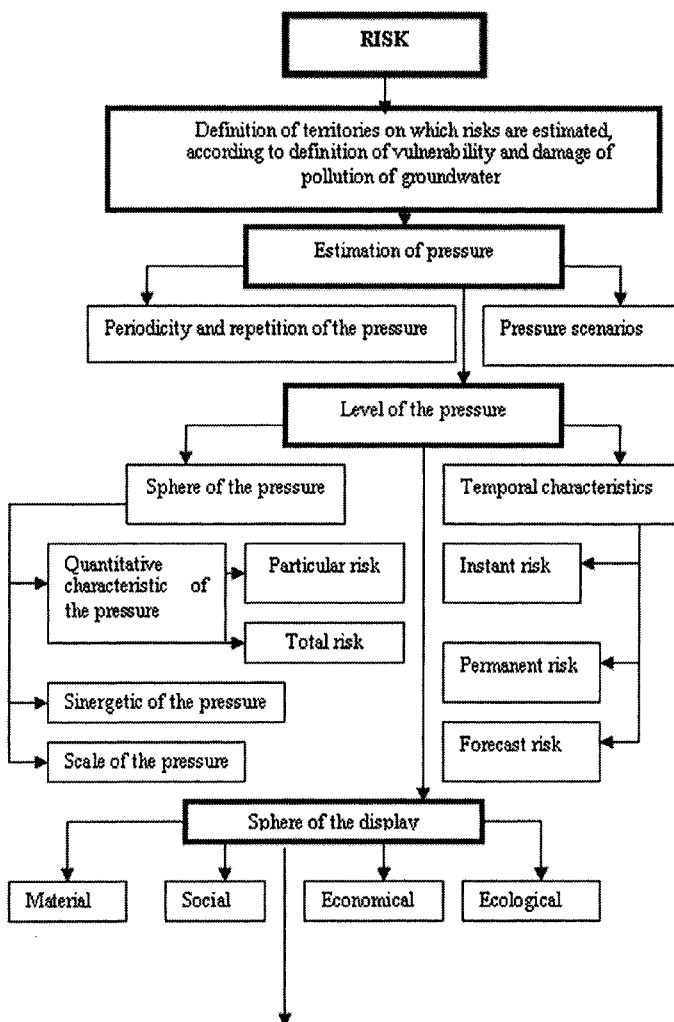 RISK
Definition of territories on which risks are estimated,
according to definition of vulnerability and damage of
pollution of groundwater
Estimation of pressure
Periodicity and repetition of the pressure
Pressure scenarios
Level of the pressure
Sphere of the pressure
Temporal characteristics
Quantitative
characteristic of
the pressure
Particular risk
Instant risk
Total risk
Permanent risk
Sinergetic of the pressure
Scale of the pressure
Forecast risk
Sphere of the display
Material
Social
Economical
Ecological